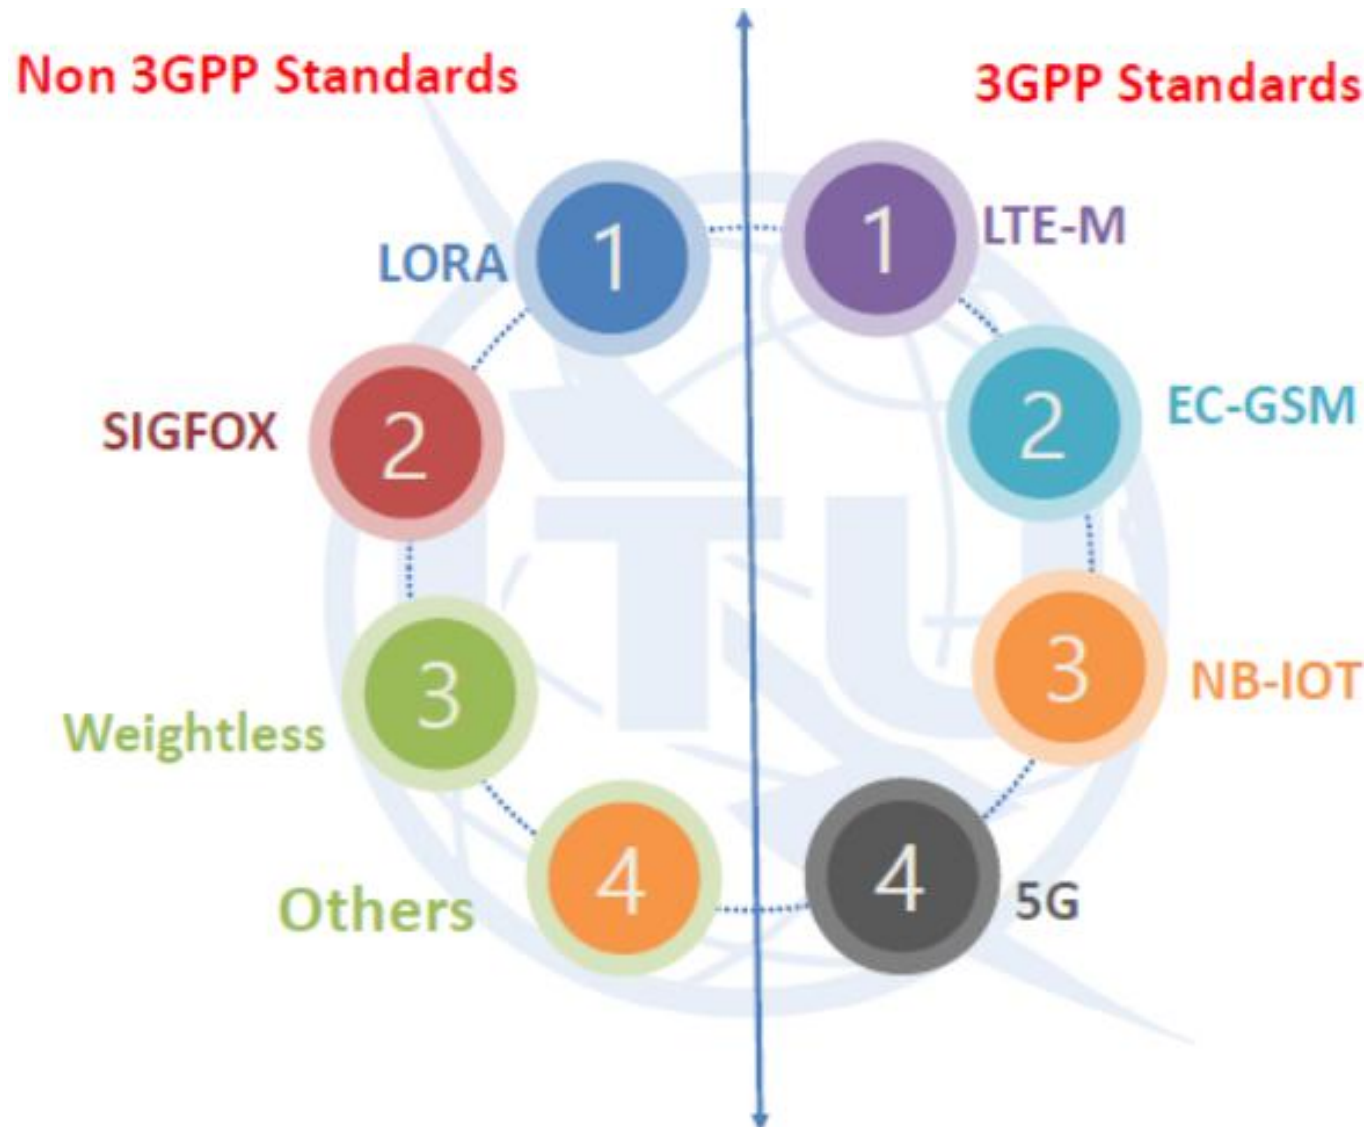 Non 3GPP Standards
3GPP Standards
1
LORA
2
SIGFOX
3
Weightless
4
Others
1
LTE-M
2
EC-GSM
3
NB-IOT
4
5G
ITU